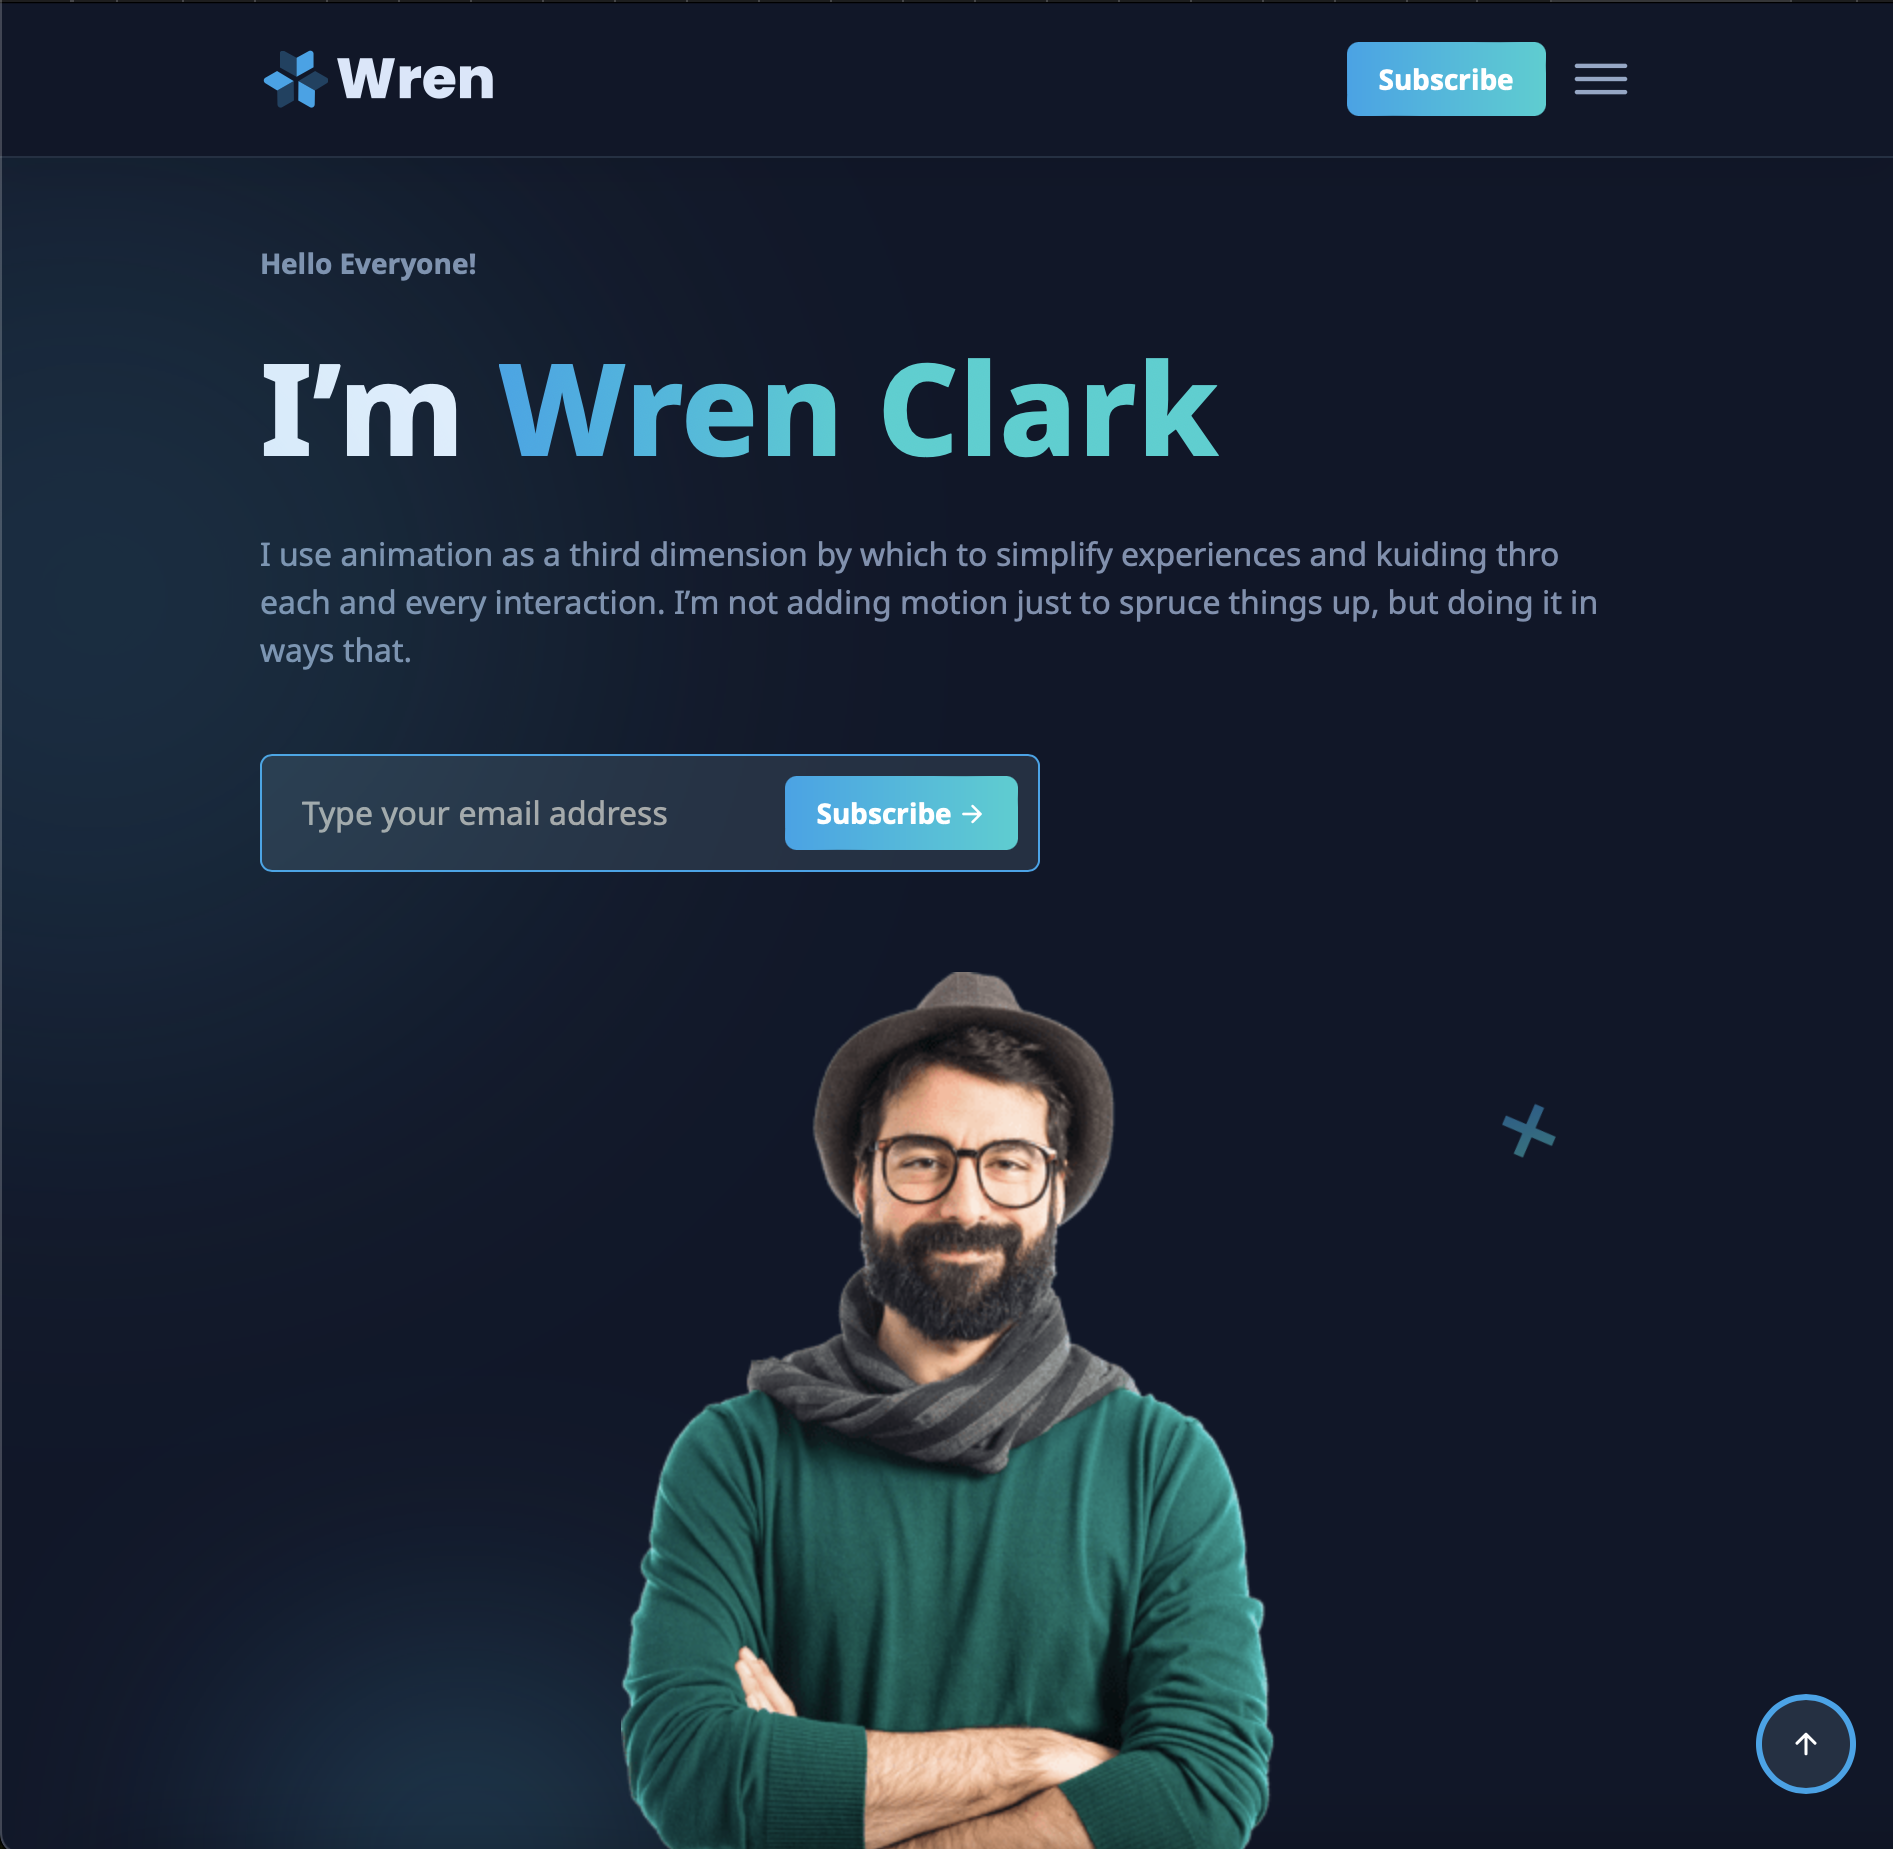 Wren
Subscribe
Hello Everyone!
I’m Wren Clark
I use animation as a third dimension by which to simplify experiences and kuiding thro
each and every interaction. I’m not adding motion just to spruce things up, but doing it in
ways that.
Type your email address
Subscribe →